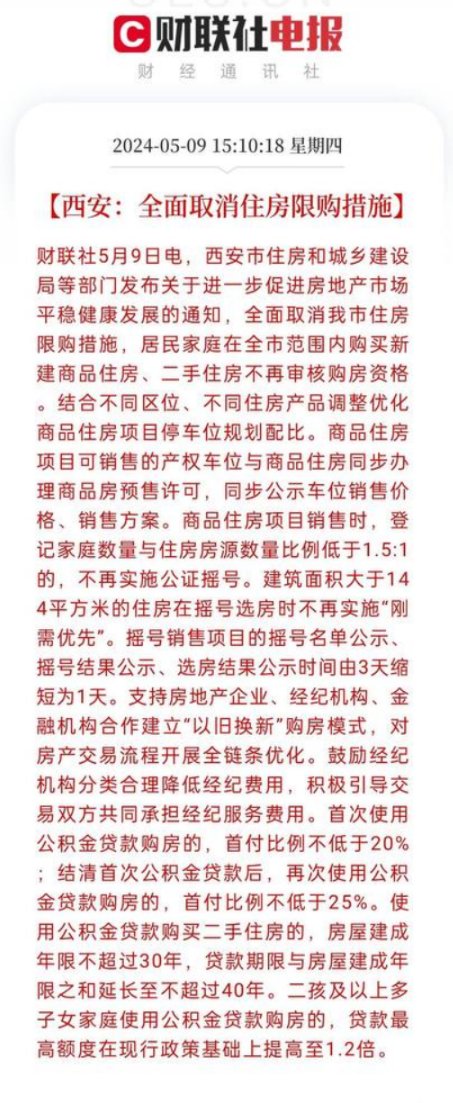 财联社电报
财经通讯社
2024-05-09 15:10:18 星期四
【西安：全面取消住房限购措施】
财联社5月9日电，西安市住房和城乡建设
局等部门发布关于进一步促进房地产市场
平稳健康发展的通知，全面取消我市住房
限购措施，居民家庭在全市范围内购买新
建商品住房、二手住房不再审核购房资格
。结合不同区位、不同住房产品调整优化
商品住房项目停车位规划配比。商品住房
项目可销售的产权车位与商品住房同步办
理商品房预售许可，同步公示车位销售价
格、销售方案。商品住房项目销售时，登
记家庭数量与住房房源数量比例低于1.5:1
的，不再实施公证摇号。建筑面积大于14
4平方米的住房在摇号选房时不再实施“刚
需优先”。摇号销售项目的摇号名单公示、
摇号结果公示、选房结果公示时间由3天缩
短为1天。支持房地产企业、经纪机构、金
融机构合作建立“以旧换新”购房模式，对
房产交易流程开展全链条优化。鼓励经纪
机构分类合理降低经纪费用，积极引导交
易双方共同承担经纪服务费用。首次使用
公积金贷款购房的，首付比例不低于20%
；结清首次公积金贷款后，再次使用公积
金贷款购房的，首付比例不低于25%。使
用公积金贷款购买二手住房的，房屋建成
年限不超过30年，贷款期限与房屋建成年
限之和延长至不超过40年。二孩及以上多
子女家庭使用公积金贷款购房的，贷款最
高额度在现行政策基础上提高至1.2倍。